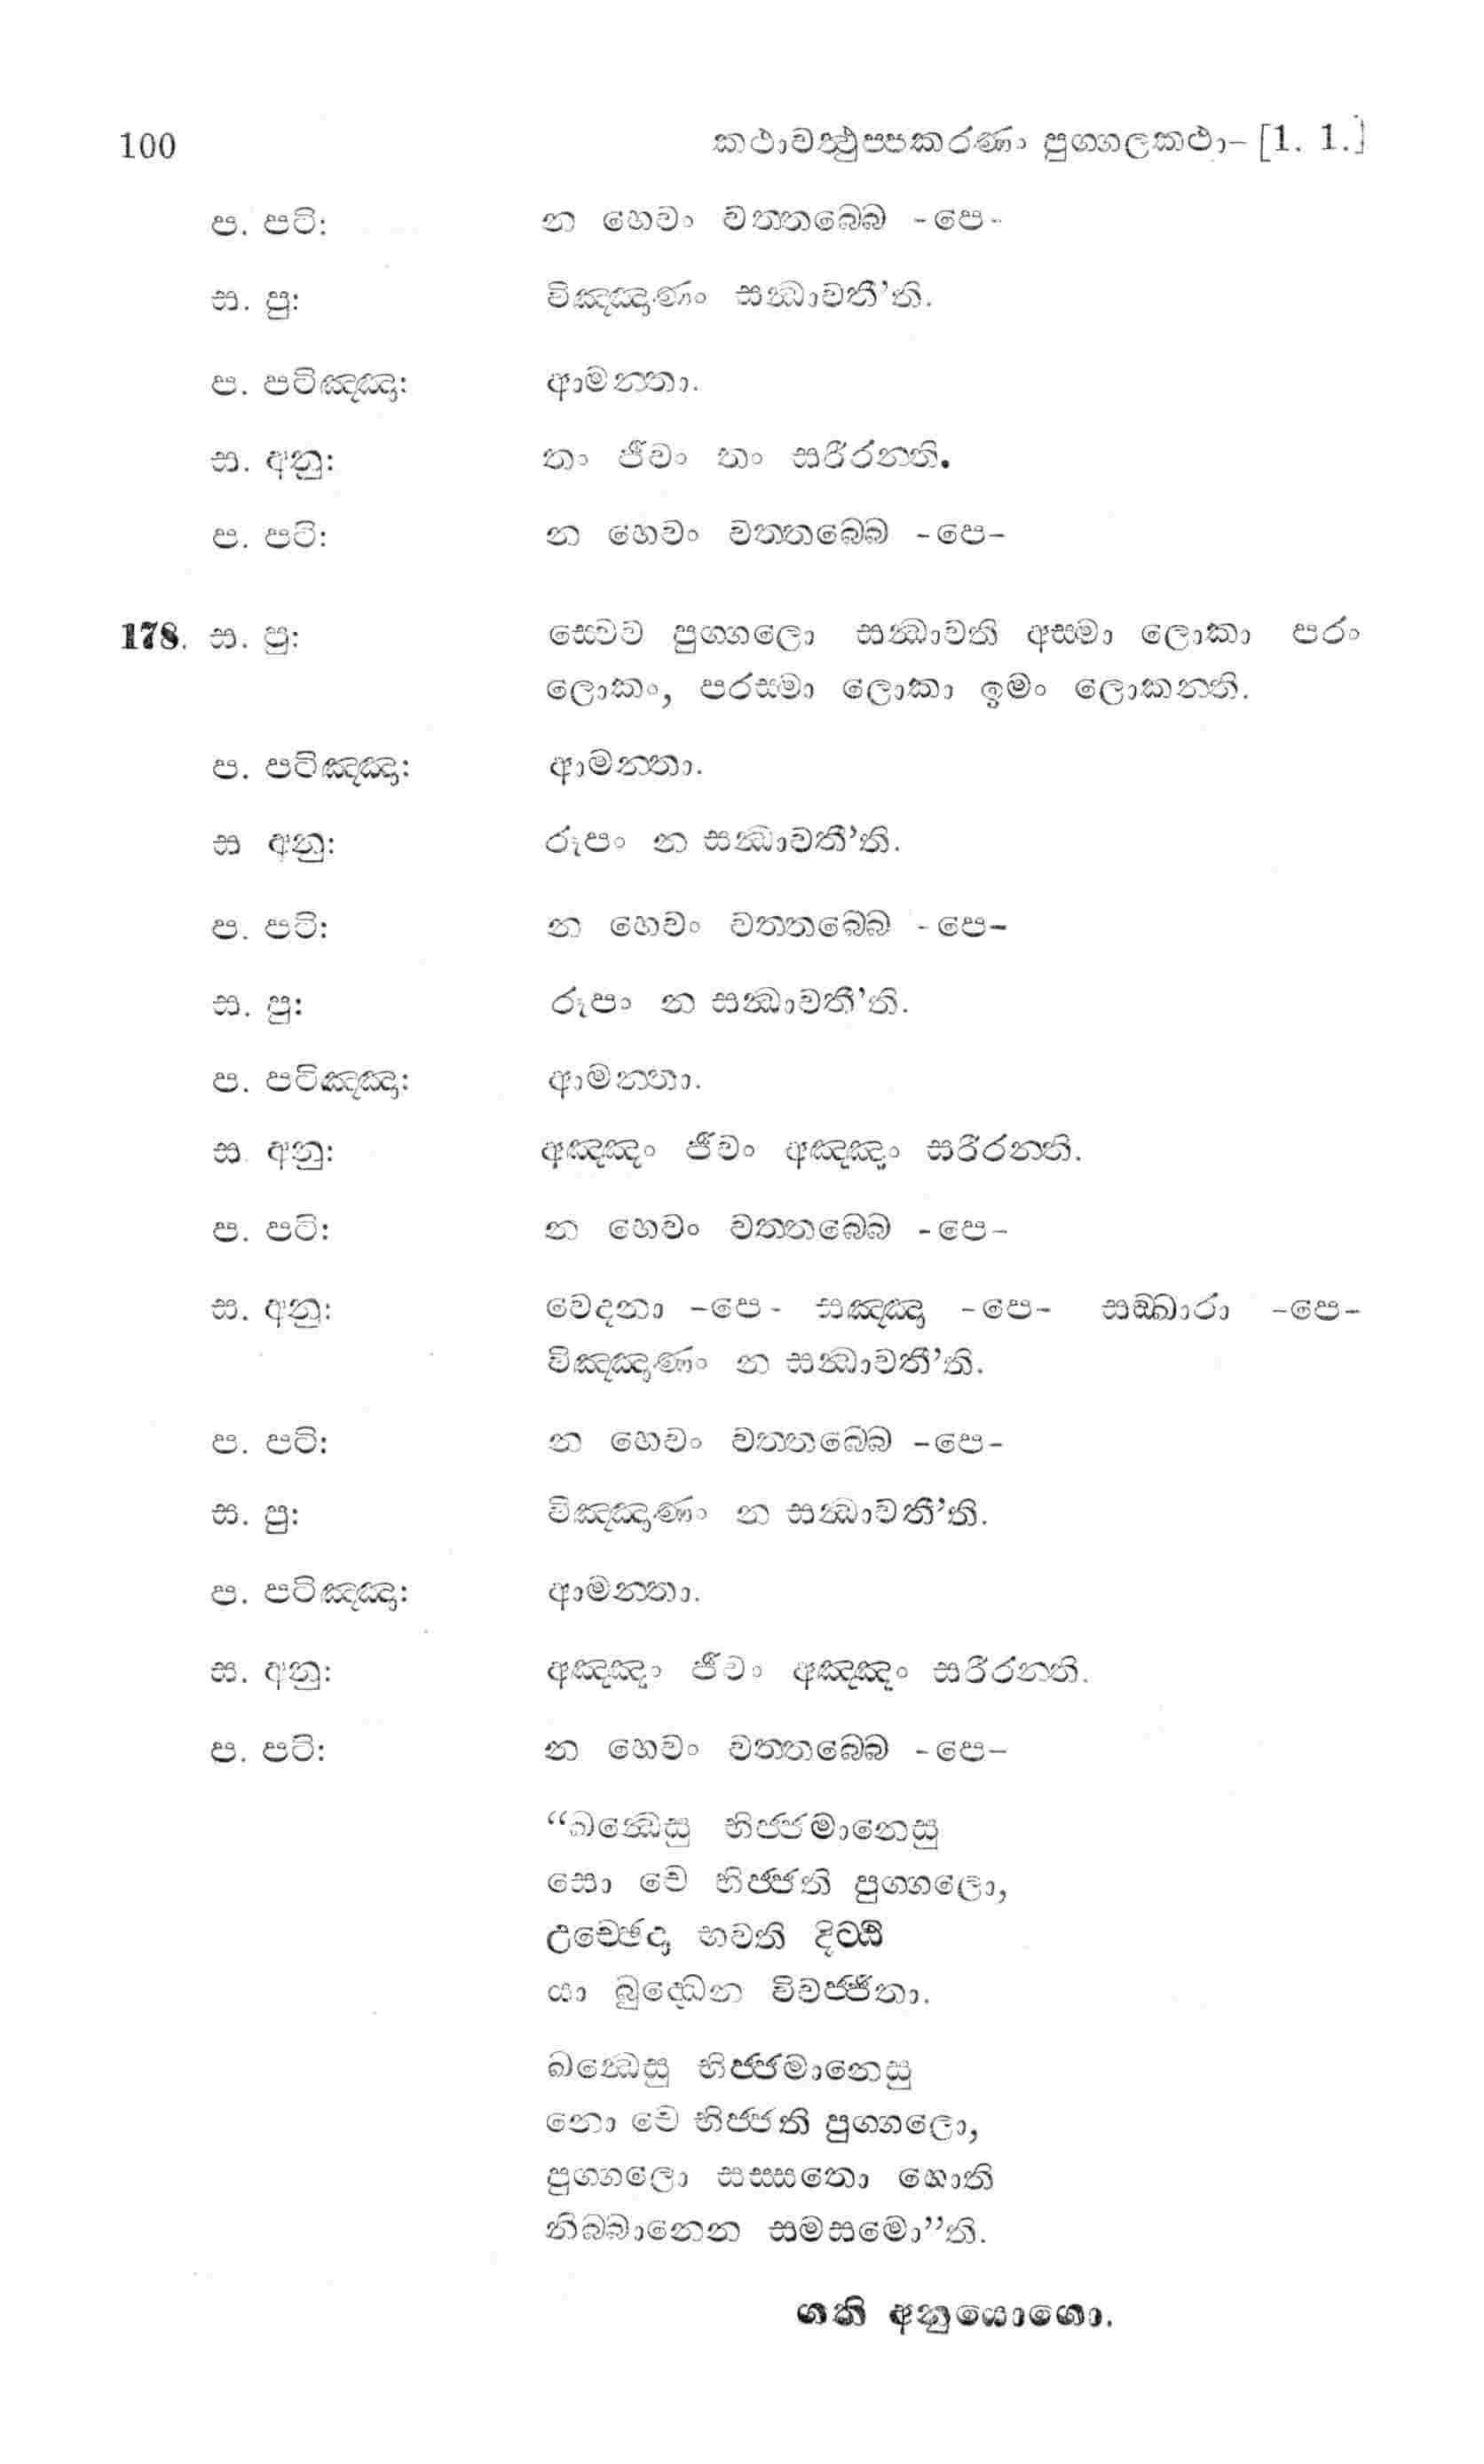 100 කථාවත්‍ථුප්පකරණං පුග්ගලකථා– [1. 1.]
ප. පටි: න හෙවං වත්තබ්බෙ -පෙ-
ස. පු: විඤ්ඤාණං සන්‍ධාවතී’ති.
ප. පටිඤ්ඤා: ආමන්තා.
ස. අනු: තං ජීවං තං සරීරන්ති.
ප. පටි: න හෙවං වත්තබ්බෙ -පෙ-
178. ස. පු: ස්වෙව පුග්ගලො සන්‍ධාවති අස්මා ලොකා පරං
ලොකං, පරස්මා ලොකා ඉමං ලොකන්ති.
ප. පටිඤ්ඤා: ආමන්තා.
ස අනු: රූපං න සන්‍ධාවතී’ති.
ප. පටි: න හෙවං වත්තබ්බෙ -පෙ-
ස. පු: රූපං න සන්‍ධාවතී’ති.
ප. පටිඤ්ඤා: ආමන්තා.
ස. අනු: අඤ්ඤං ජීවං අඤ්ඤං සරීරන්ති.
ප. පටි: න හෙවං වත්තබ්බෙ -පෙ-
ස. අනු: වෙදනා -පෙ- සඤ්ඤා -පෙ- සඞ්ඛාරා -පෙ-
විඤ්ඤාණං න සන්‍ධාවතී’ති.
ප. පටි: න හෙවං වත්තබ්බෙ -පෙ-
ස. පු: විඤ්ඤාණං න සන්‍ධාවතී’ති.
ප. පටිඤ්ඤා: ආමන්තා.
ස. අනු: අඤ්ඤං ජීවං අඤ්ඤං සරීරන්ති.
ප. පටි: න හෙවං වත්තබ්බෙ -පෙ-
“ඛන්‍ධෙසු භිජ්ජමානෙසු
සො චෙ භිජ්ජති පුග්ගලො,
උච්ඡෙදා භවති දිට්ඨි
යා බුද්ධෙන විවජ්ජිතා.
ඛන්‍ධෙසු භිජ්ජමානෙසු
නො චෙ භිජ්ජති පුග්ගලො,
පුග්ගලො සස්සතො හොති
නිබ්බානෙන සමසමො”ති.
ගති අනුයොගො.